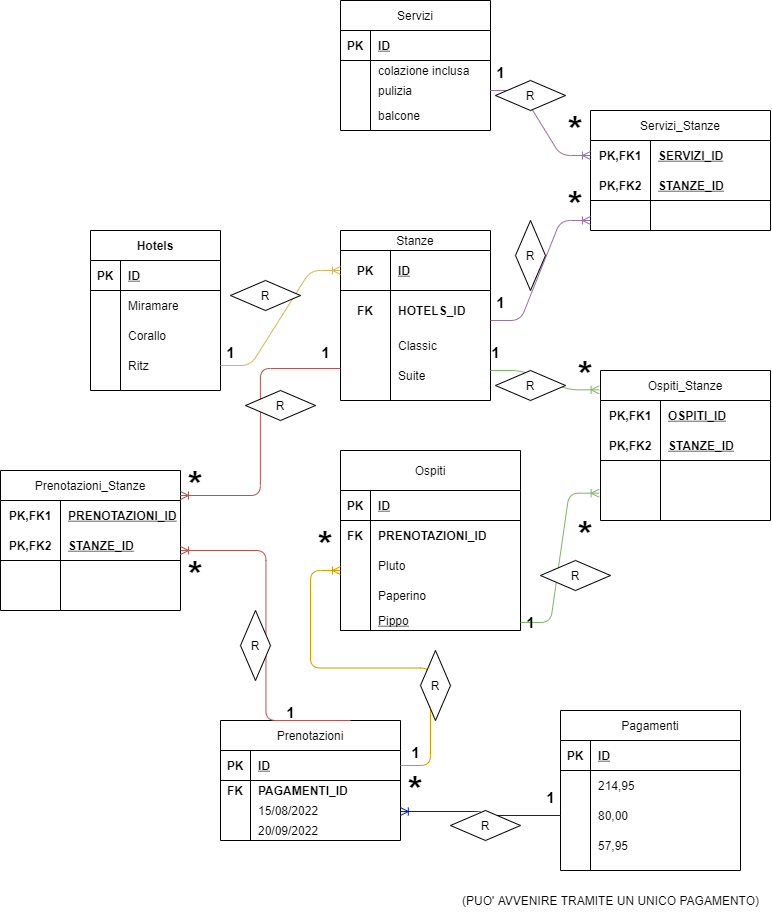 Servizi
PK ID
colazione inclusa
pulizia
balcone
1
R
*
Servizi_Stanze
PK,FK1 SERVIZI_ID
PK,FK2 STANZE_ID
*
R
1
Hotels
PK ID
Miramare
Corallo
Ritz
1
R
Stanze
PK ID
FK HOTELS_ID
Classic
Suite
1
1
R
*
Ospiti_Stanze
PK,FK1 OSPITI_ID
PK,FK2 STANZE_ID
*
R
1
R
*
Prenotazioni_Stanze
PK,FK1 PRENOTAZIONI_ID
PK,FK2 STANZE_ID
*
R
1
Ospiti
PK ID
FK PRENOTAZIONI_ID
Pluto
Paperino
Pippo
*
R
1
Prenotazioni
PK ID
FK PAGAMENTI_ID
15/08/2022
20/09/2022
*
R
1
Pagamenti
PK ID
214,95
80,00
57,95
(PUO' AVVENIRE TRAMITE UN UNICO PAGAMENTO)